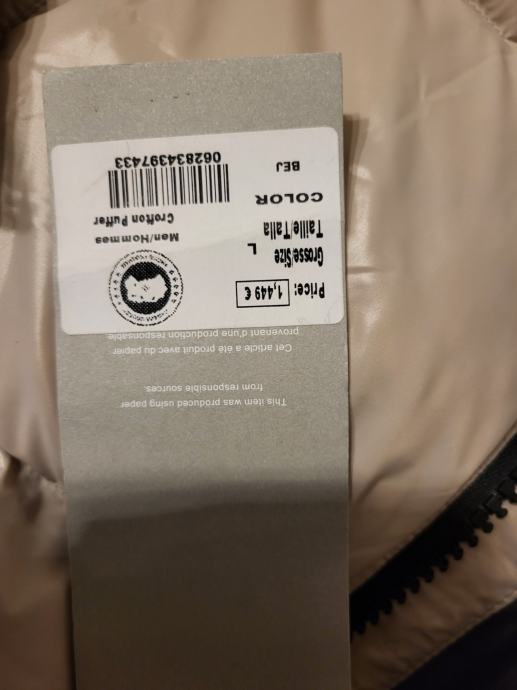 Price: 1,449 €
Grosse/Size L
Taille/Talla
COLOR BEJ
Men/Hommes
Crofton Puffer
062834397433
Cet article a été produit avec du papier
provenant d'une production responsable
This item was produced using paper
from responsible sources.